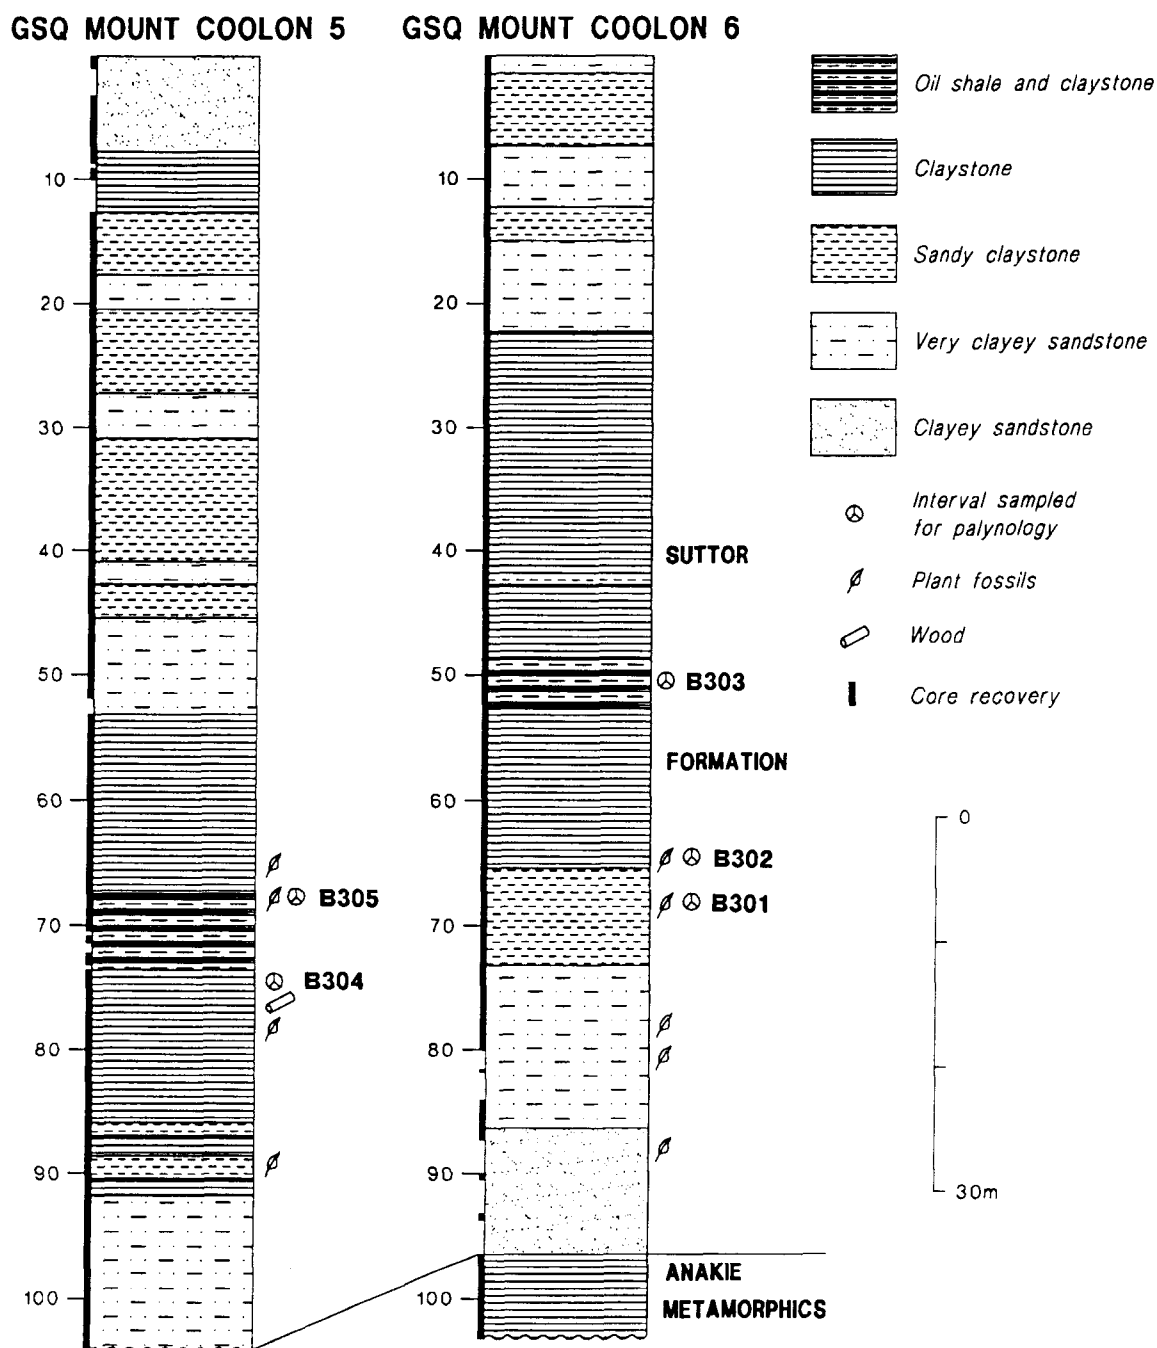 GSQ MOUNT COOLON 5
GSQ MOUNT COOLON 6
10
20
30
40
50
60
70
80
90
100
B305
B304
10
20
30
40
50
60
70
80
90
100
SUTTOR
B303
FORMATION
B302
B301
ANAKIE
METAMORPHICS
Oil shale and claystone
Claystone
Sandy claystone
Very clayey sandstone
Clayey sandstone
Interval sampled
for palynology
Plant fossils
Wood
Core recovery
0
30m